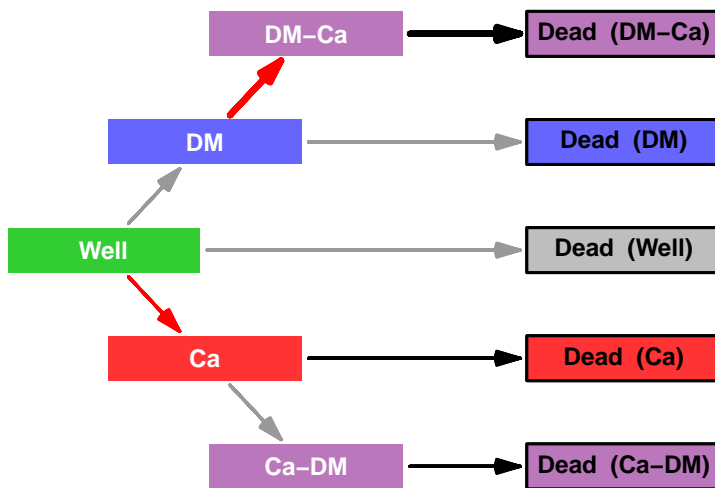 DM–Ca
Dead (DM–Ca)
DM
Dead (DM)
Well
Dead (Well)
Ca
Dead (Ca)
Ca–DM
Dead (Ca–DM)